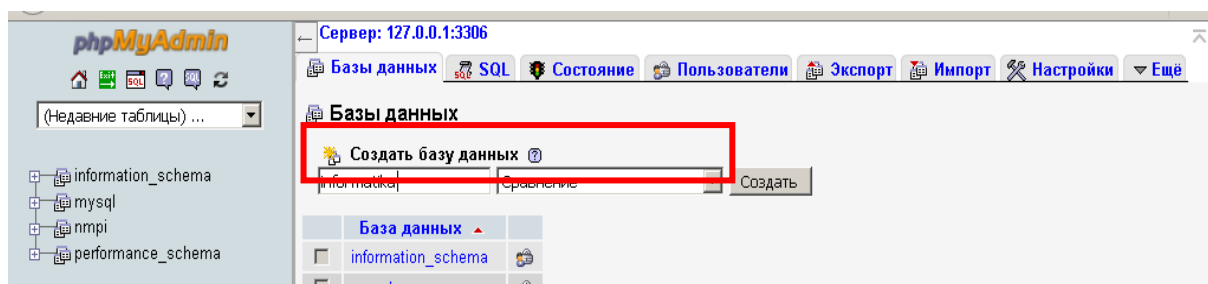 phpMyAdmin
(Недавние таблицы) ...
information_schema
mysql
nmpi
performance_schema
Сервер: 127.0.0.1:3306
Базы данных SQL Состояние Пользователи Экспорт Импорт Настройки Ещё
Базы данных
Создать базу данных
informatika Сравнение Создать
База данных
information_schema